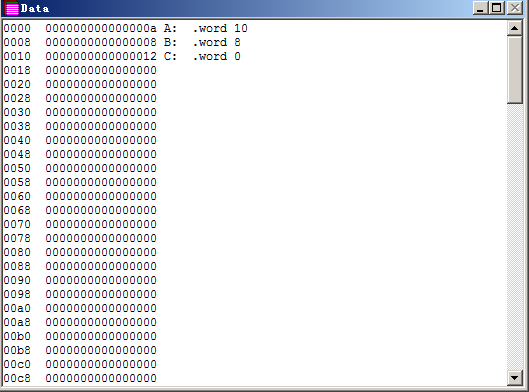 Data
0000 000000000000000a A: .word 10
0008 0000000000000008 B: .word 8
0010 0000000000000012 C: .word 0
0018 0000000000000000
0020 0000000000000000
0028 0000000000000000
0030 0000000000000000
0038 0000000000000000
0040 0000000000000000
0048 0000000000000000
0050 0000000000000000
0058 0000000000000000
0060 0000000000000000
0068 0000000000000000
0070 0000000000000000
0078 0000000000000000
0080 0000000000000000
0088 0000000000000000
0090 0000000000000000
0098 0000000000000000
00a0 0000000000000000
00a8 0000000000000000
00b0 0000000000000000
00b8 0000000000000000
00c0 0000000000000000
00c8 0000000000000000